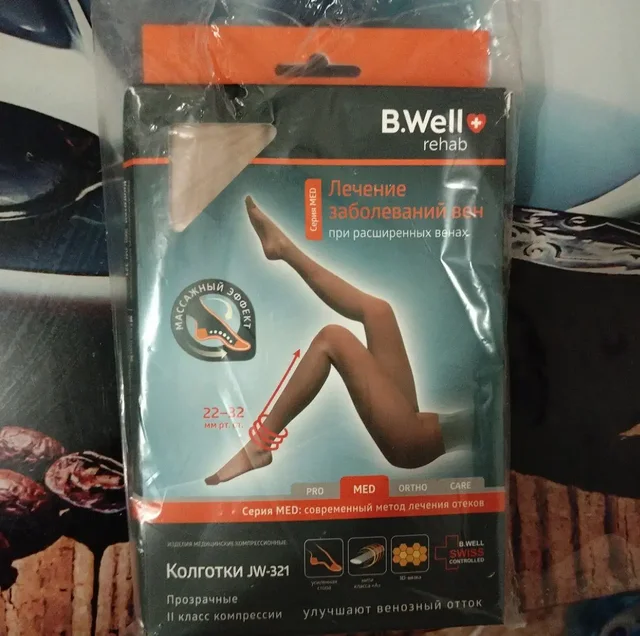 B.Well
rehab
Серия MED
Лечение
заболеваний вен
при расширенных венах
МАССАЖНЫЙ ЭФФЕКТ
22–32
мм рт. ст.
PRO MED ORTHO CARE
Серия MED: современный метод лечения отеков
ИЗДЕЛИЯ МЕДИЦИНСКИЕ КОМПРЕССИОННЫЕ
Колготки JW-321
B.WELL
SWISS
CONTROLLED
Прозрачные
II класс компрессии
улучшают венозный отток